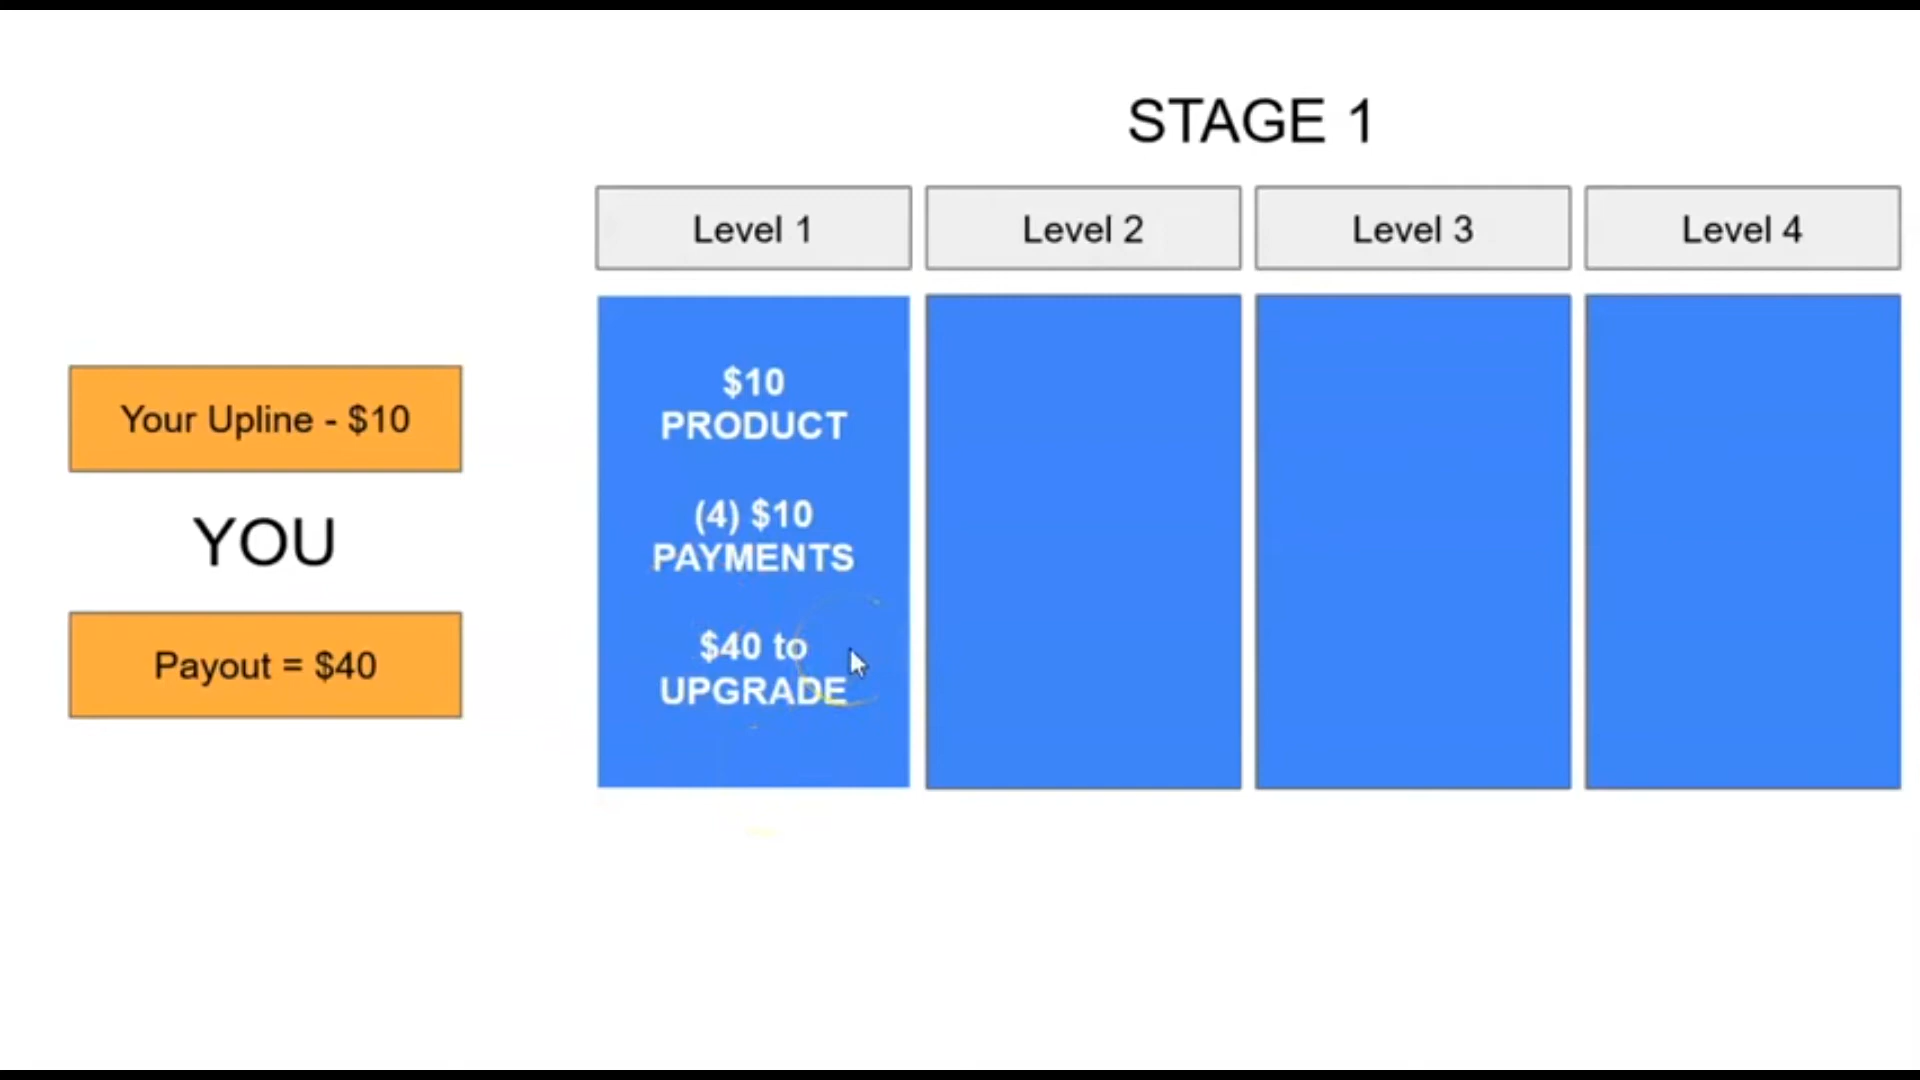 STAGE 1
Level 1
Level 2
Level 3
Level 4
Your Upline - $10
YOU
Payout = $40
$10
PRODUCT
(4) $10
PAYMENTS
$40 to
UPGRADE